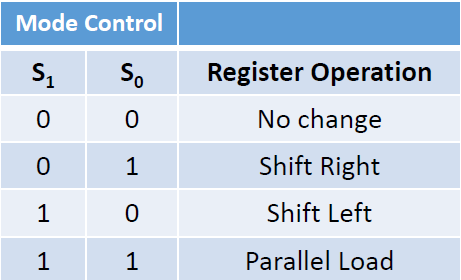 Mode Control
S₁ S₀ Register Operation
0 0 No change
0 1 Shift Right
1 0 Shift Left
1 1 Parallel Load